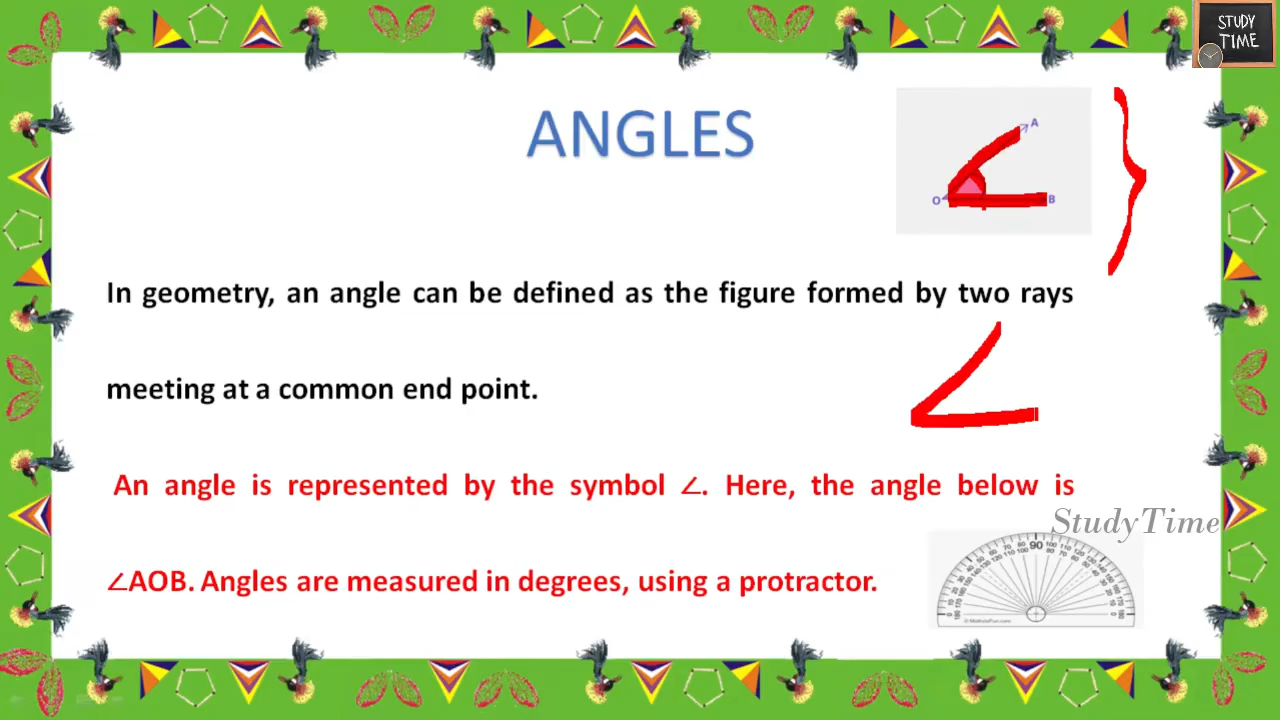 STUDY
TIME
ANGLES
A
O
B
In geometry, an angle can be defined as the figure formed by two rays
meeting at a common end point.
An angle is represented by the symbol ∠. Here, the angle below is
StudyTime
∠AOB. Angles are measured in degrees, using a protractor.
90